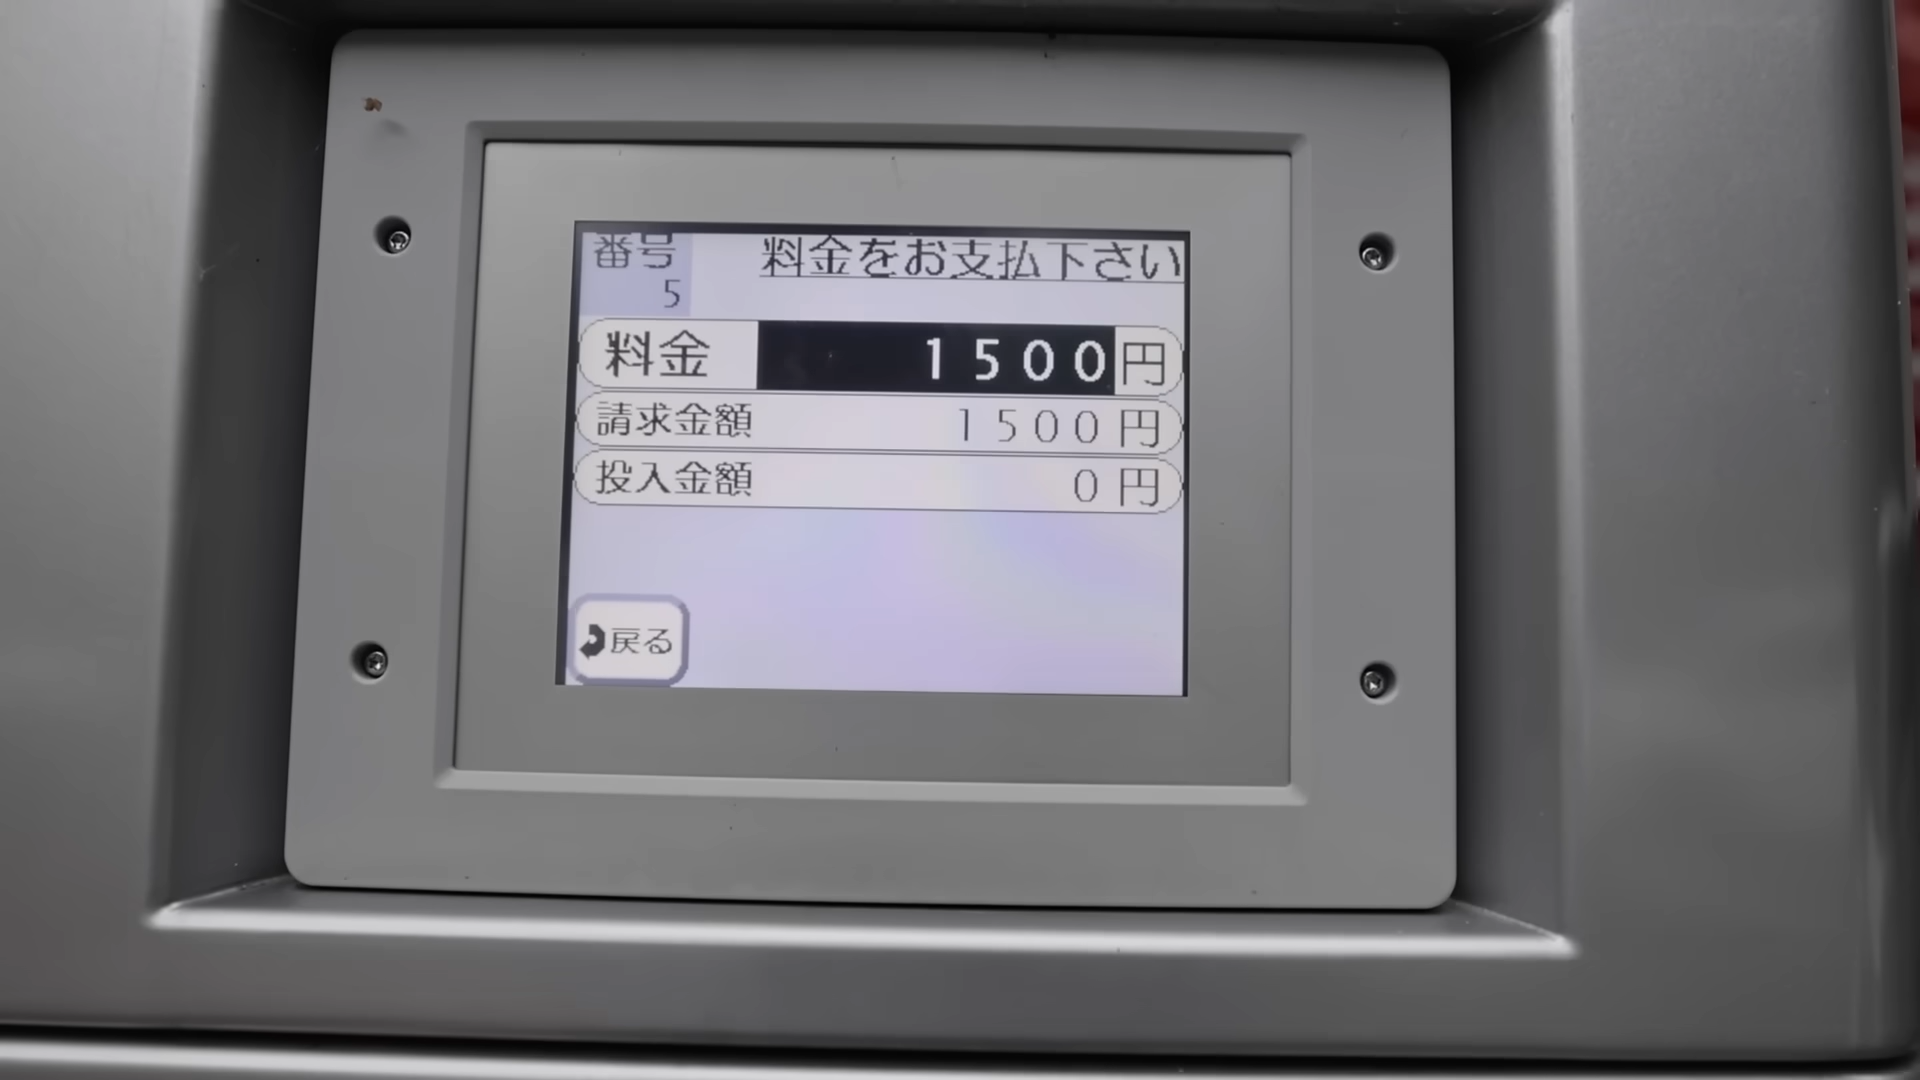 番号 料金をお支払下さい
5
料金 1500円
請求金額 1500円
投入金額 0円
戻る